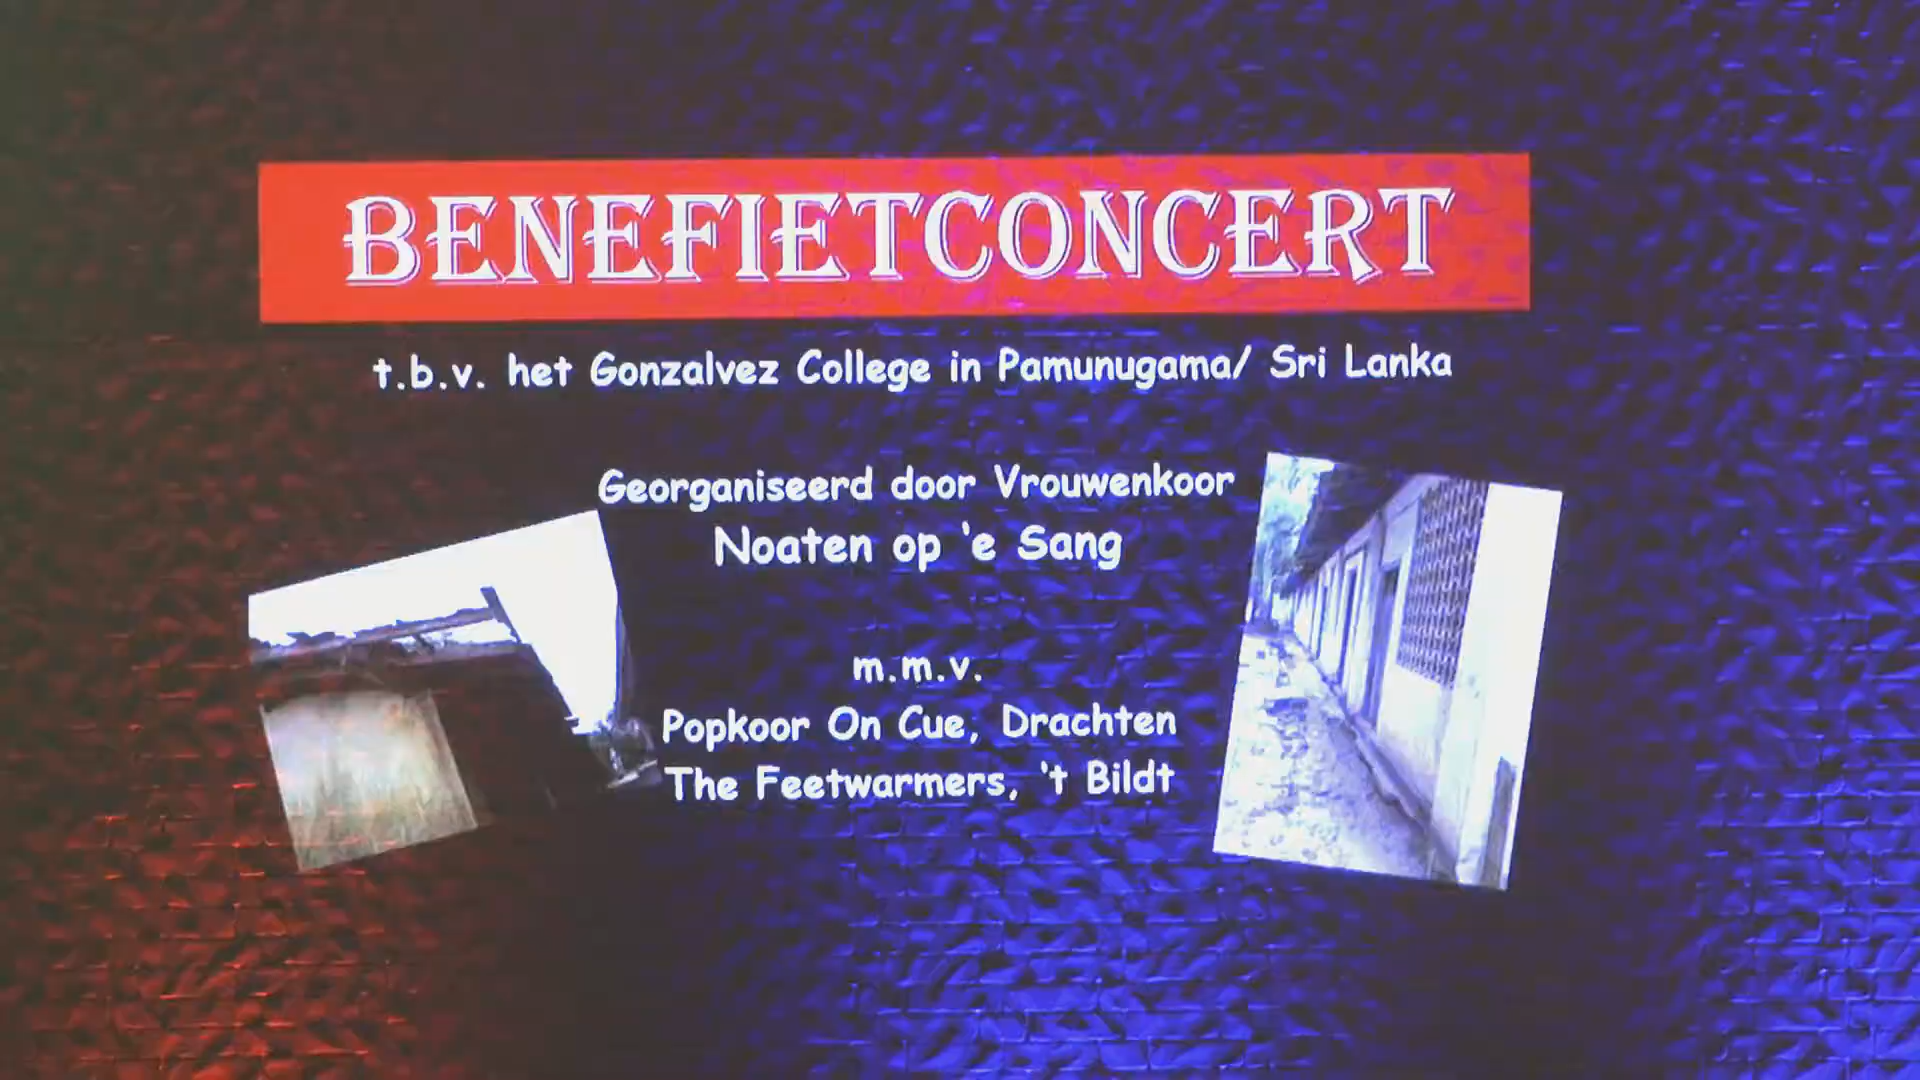 BENEFIETCONCERT
t.b.v. het Gonzalvez College in Pamunugama/ Sri Lanka
Georganiseerd door Vrouwenkoor
Noaten op 'e Sang
m.m.v.
Popkoor On Cue, Drachten
The Feetwarmers, 't Bildt